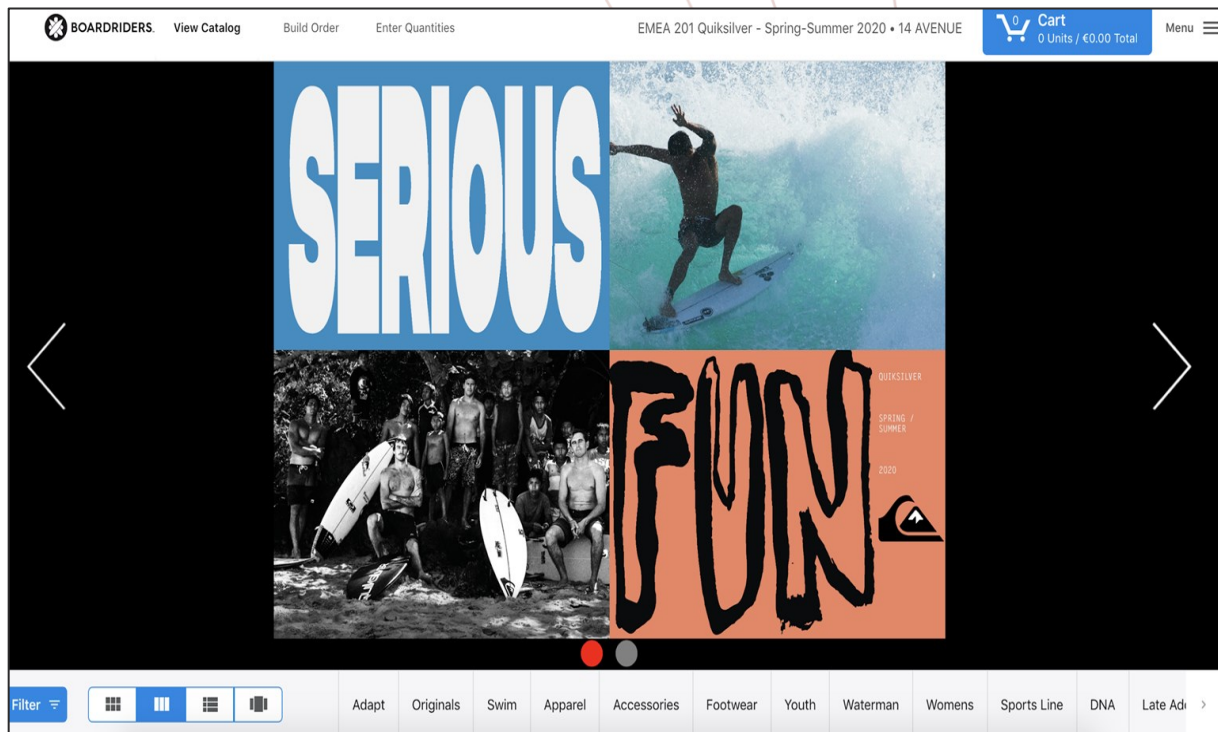 BOARDRIDERS. View Catalog Build Order Enter Quantities EMEA 201 Quiksilver - Spring-Summer 2020 • 14 AVENUE 0 Cart Menu
0 Units / €0.00 Total
SERIOUS
FUN
QUIKSILVER
SPRING /
SUMMER
2020
Filter Adapt Originals Swim Apparel Accessories Footwear Youth Waterman Womens Sports Line DNA Late